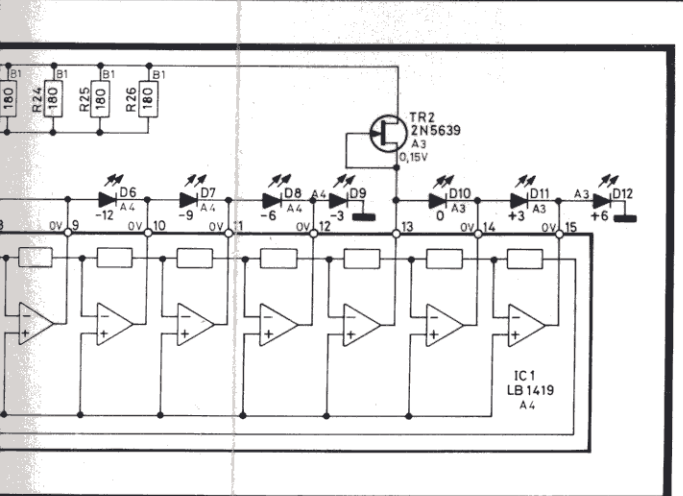 B1 B1 B1 B1
180 R24 180 R25 180 R26 180
TR2
2N5639
A3
0,15V
D6 D7 D8 A4 D9 D10 D11 A3 D12
A4 A4 A4 A3 A3
-12 -9 -6 -3 0 +3 +6
8 0V 9 0V 10 0V 11 0V 12 13 0V 14 0V 15
- - - - - - -
+ + + + + + +
IC1
LB1419
A4